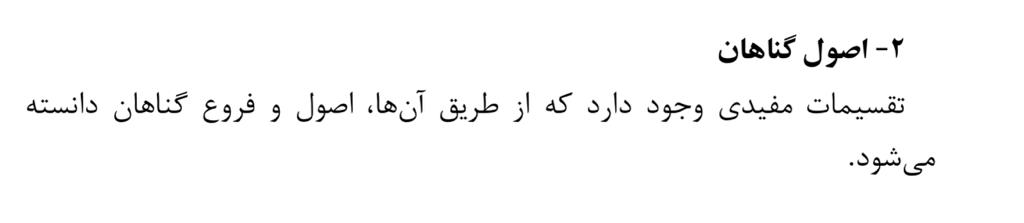 ۲- اصول گناهان
تقسیمات مفیدی وجود دارد که از طریق آن‌ها، اصول و فروع گناهان دانسته
می‌شود.